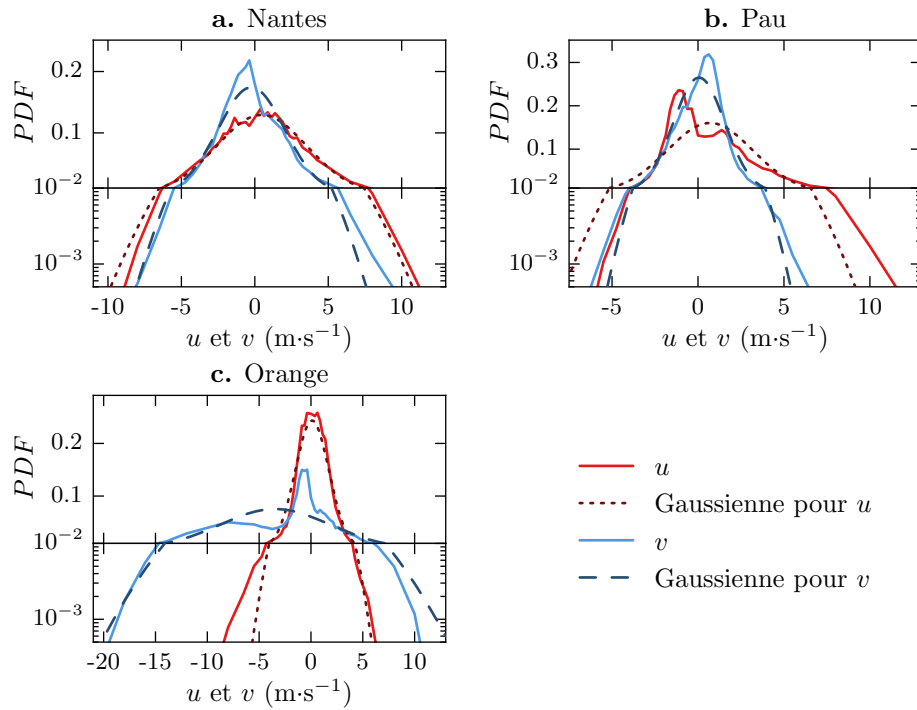 a. Nantes
PDF
0.2
0.1
10⁻²
10⁻³
-10 -5 0 5 10
u et v (m·s⁻¹)
b. Pau
0.3
0.2
0.1
10⁻²
10⁻³
-5 0 5 10
u et v (m·s⁻¹)
c. Orange
PDF
0.2
0.1
10⁻²
10⁻³
-20 -15 -10 -5 0 5 10
u et v (m·s⁻¹)
u
Gaussienne pour u
v
Gaussienne pour v